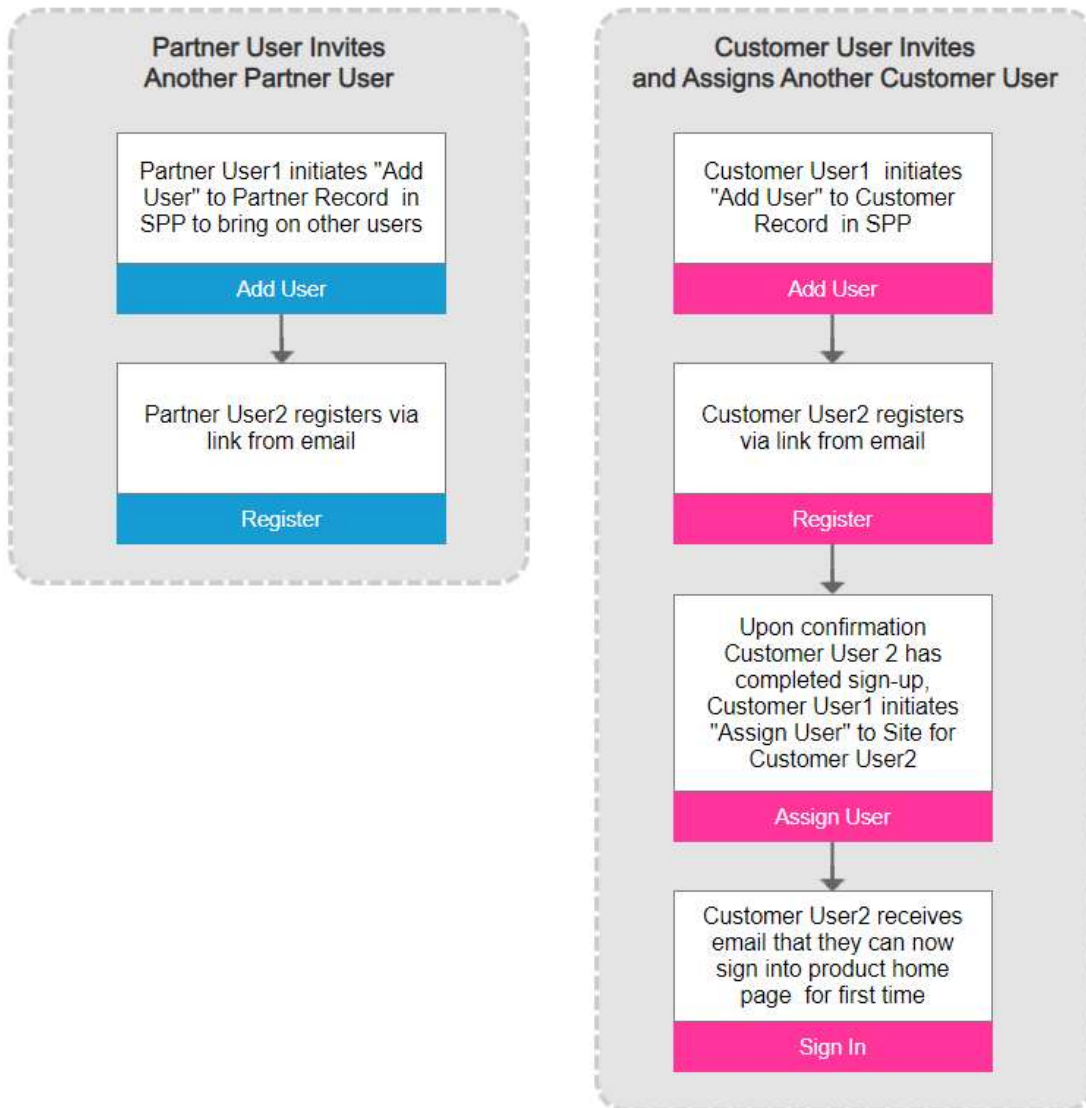 Partner User Invites
Another Partner User
Partner User1 initiates "Add
User" to Partner Record in
SPP to bring on other users
Add User
Partner User2 registers via
link from email
Register
Customer User Invites
and Assigns Another Customer User
Customer User1 initiates
"Add User" to Customer
Record in SPP
Add User
Customer User2 registers
via link from email
Register
Upon confirmation
Customer User 2 has
completed sign-up,
Customer User1 initiates
"Assign User" to Site for
Customer User2
Assign User
Customer User2 receives
email that they can now
sign into product home
page for first time
Sign In